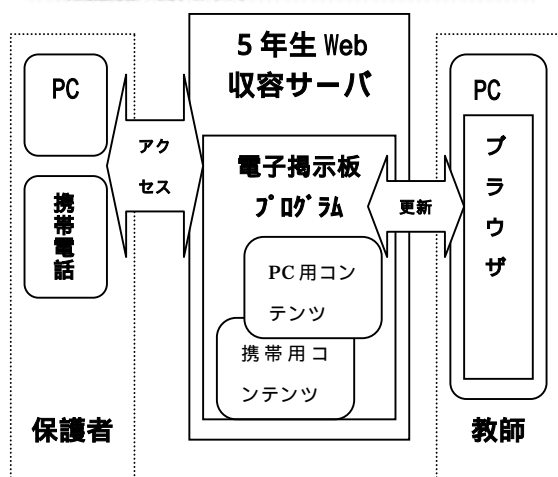 PC
携帯電話
保護者
アク
セス
5年生Web
収容サーバ
電子掲示板
ﾌﾟﾛｸﾞﾗﾑ
PC用コン
テンツ
携帯用コ
ンテンツ
更新
PC
ブラウザ
教師